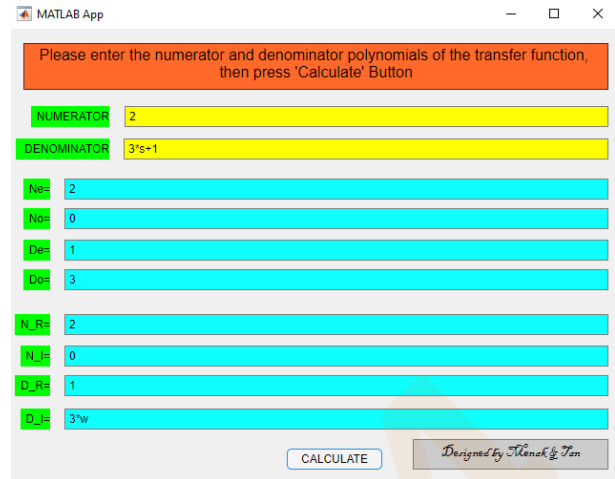 MATLAB App
Please enter the numerator and denominator polynomials of the transfer function,
then press 'Calculate' Button
NUMERATOR 2
DENOMINATOR 3*s+1
Ne= 2
No= 0
De= 1
Do= 3
N_R= 2
N_I= 0
D_R= 1
D_I= 3*w
CALCULATE
Designed by Menak & Tan